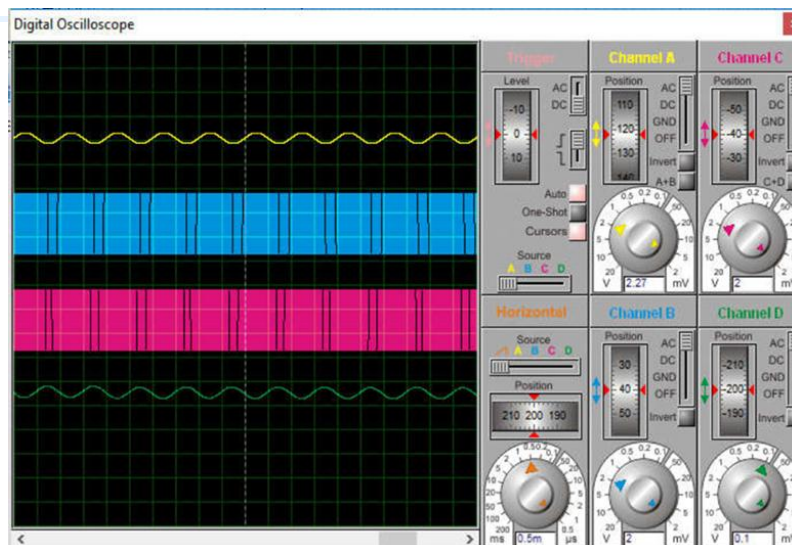 Digital Oscilloscope
Trigger
Level
-10
0
10
AC
DC
Auto
One-Shot
Cursors
Source
A B C D
Channel A
Position
110
120
130
140
AC
DC
GND
OFF
Invert
A+B
V
2.27
mV
Channel C
Position
-50
-40
-30
AC
DC
GND
OFF
Invert
C+D
V
2
mV
Horizontal
Source
A B C D
Position
210 200 190
ms
0.5m
µs
Channel B
Position
30
40
50
AC
DC
GND
OFF
Invert
V
2
mV
Channel D
Position
-210
-200
-190
AC
DC
GND
OFF
Invert
V
0.1
mV